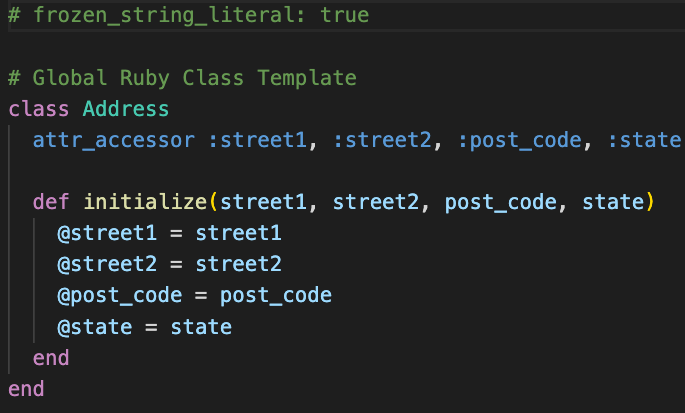 # frozen_string_literal: true
# Global Ruby Class Template
class Address
attr_accessor :street1, :street2, :post_code, :state
def initialize(street1, street2, post_code, state)
@street1 = street1
@street2 = street2
@post_code = post_code
@state = state
end
end